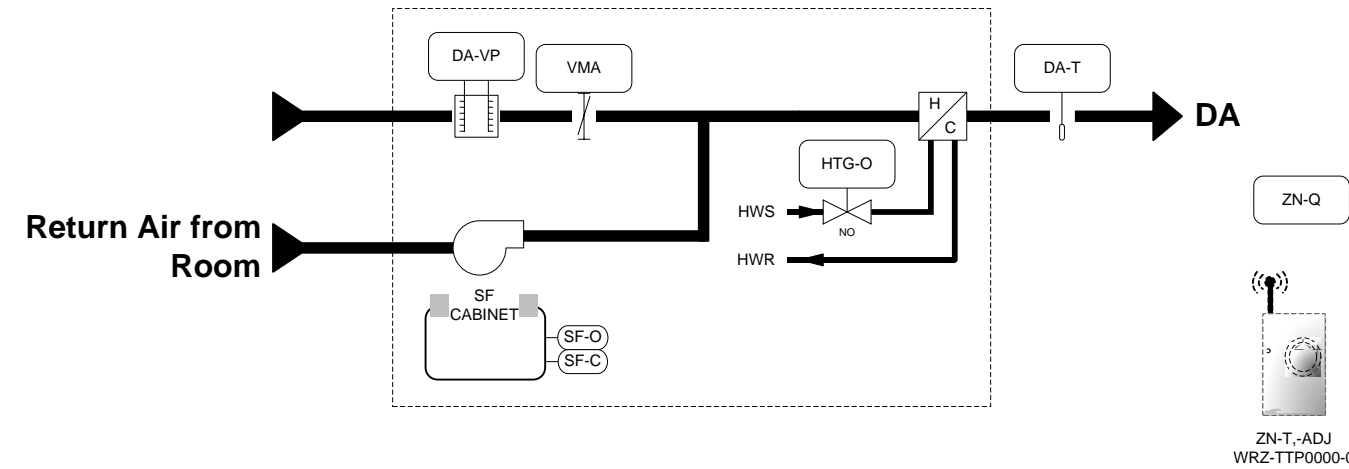 DA-VP
VMA
DA-T
H
C
DA
HTG-O
ZN-Q
HWS
NO
Return Air from
Room
HWR
SF
CABINET
SF-O
SF-C
ZN-T,-ADJ